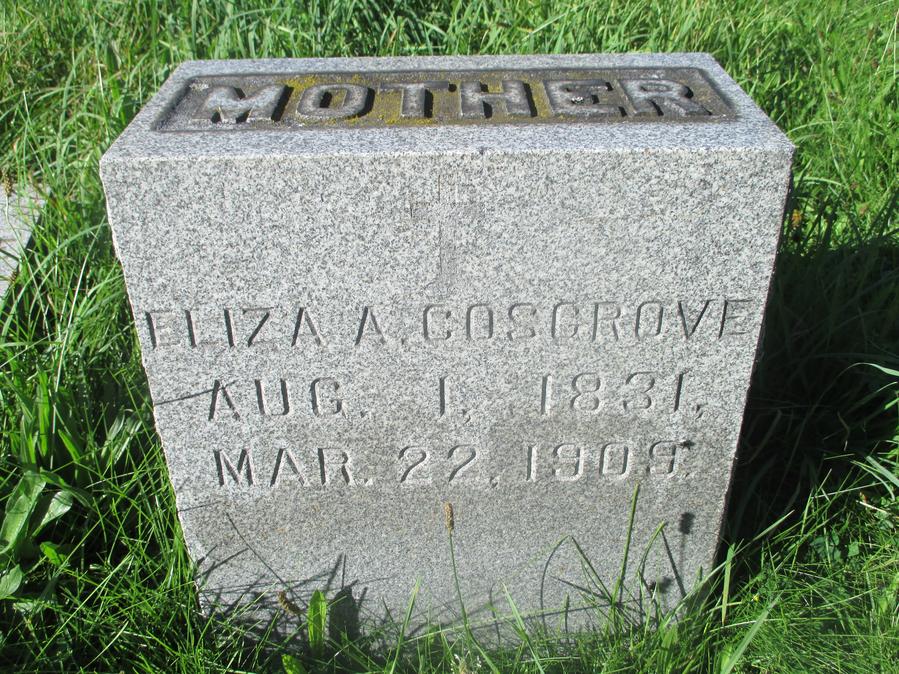 MOTHER
ELIZA A. COSGROVE
AUG. 1, 1831,
MAR. 22, 1909.